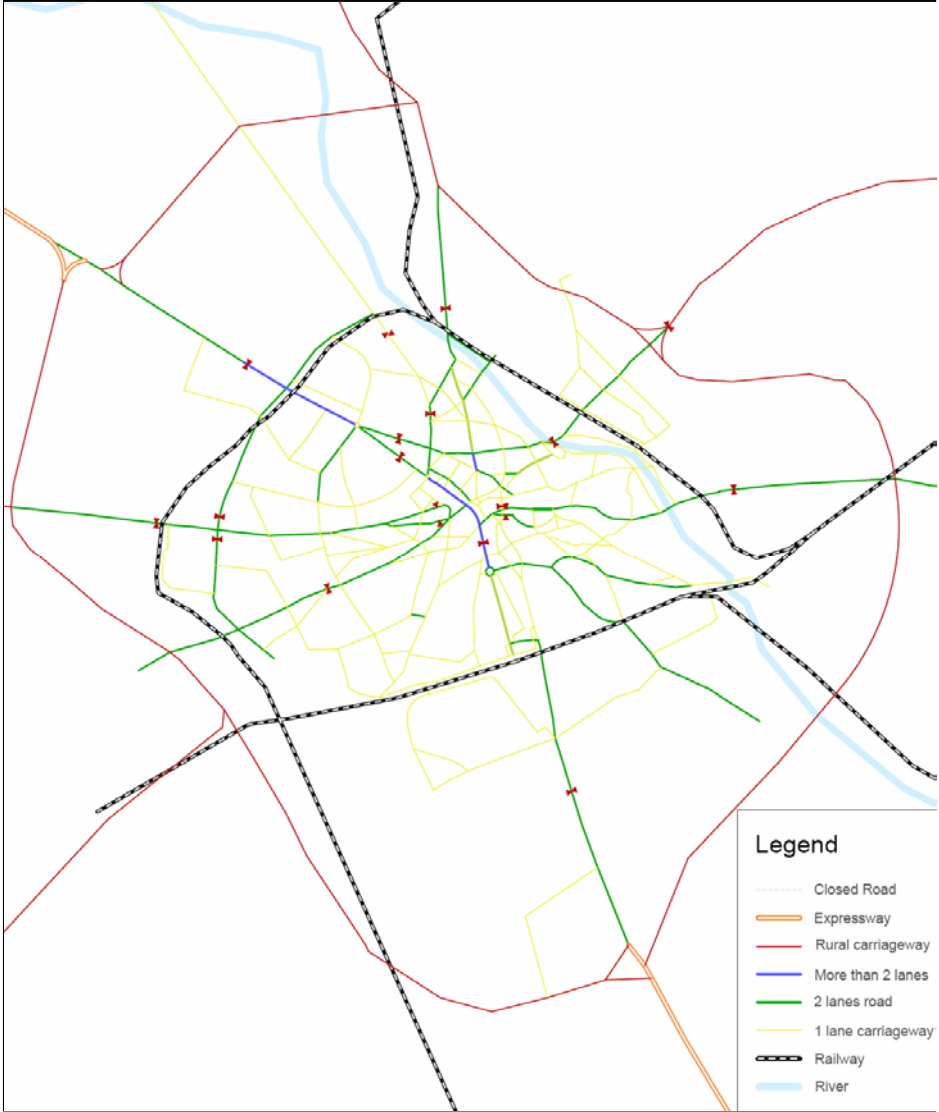 Legend
Closed Road
Expressway
Rural carriageway
More than 2 lanes
2 lanes road
1 lane carriageway
Railway
River